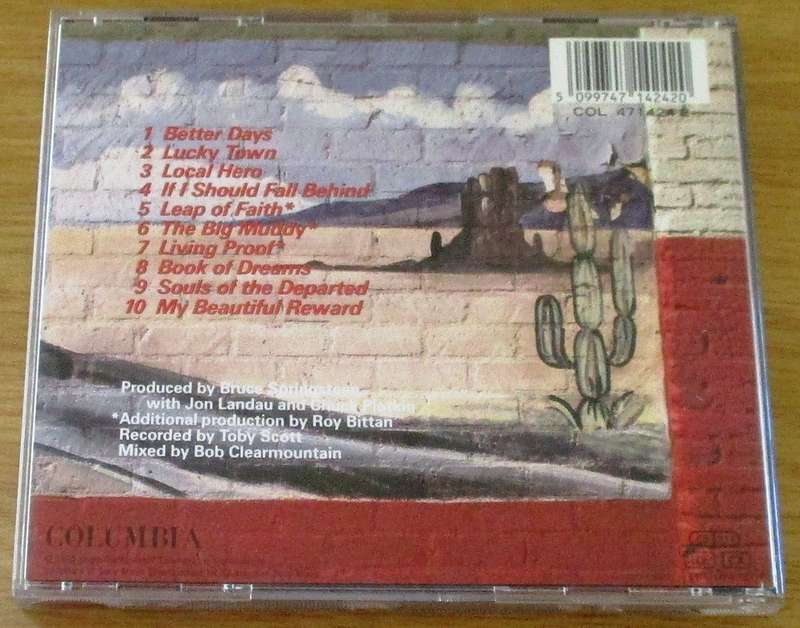 5 099747 142420
COL 471424 2
1 Better Days
2 Lucky Town
3 Local Hero
4 If I Should Fall Behind
5 Leap of Faith*
6 The Big Muddy*
7 Living Proof*
8 Book of Dreams
9 Souls of the Departed
10 My Beautiful Reward
Produced by Bruce Springsteen
with Jon Landau and Chuck Plotkin
*Additional production by Roy Bittan
Recorded by Toby Scott
Mixed by Bob Clearmountain
COLUMBIA